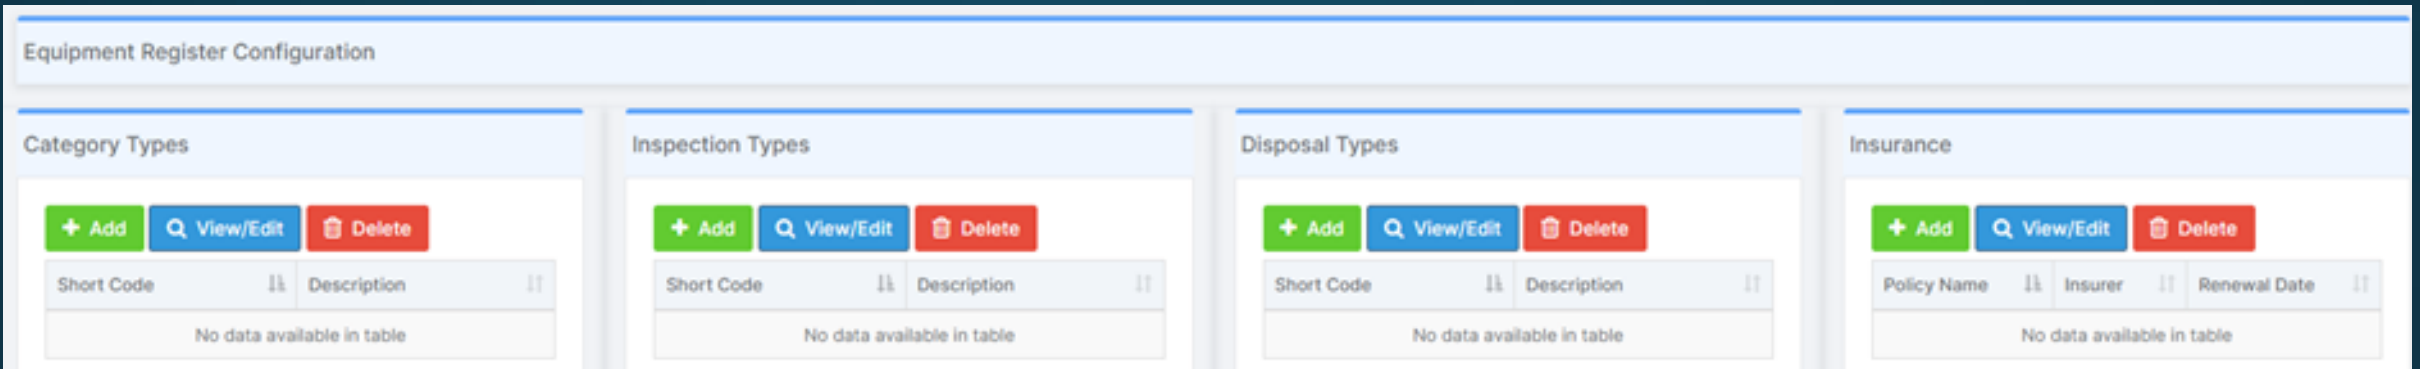 Equipment Register Configuration
Category Types
Add View/Edit Delete
Short Code Description
No data available in table
Inspection Types
Add View/Edit Delete
Short Code Description
No data available in table
Disposal Types
Add View/Edit Delete
Short Code Description
No data available in table
Insurance
Add View/Edit Delete
Policy Name Insurer Renewal Date
No data available in table